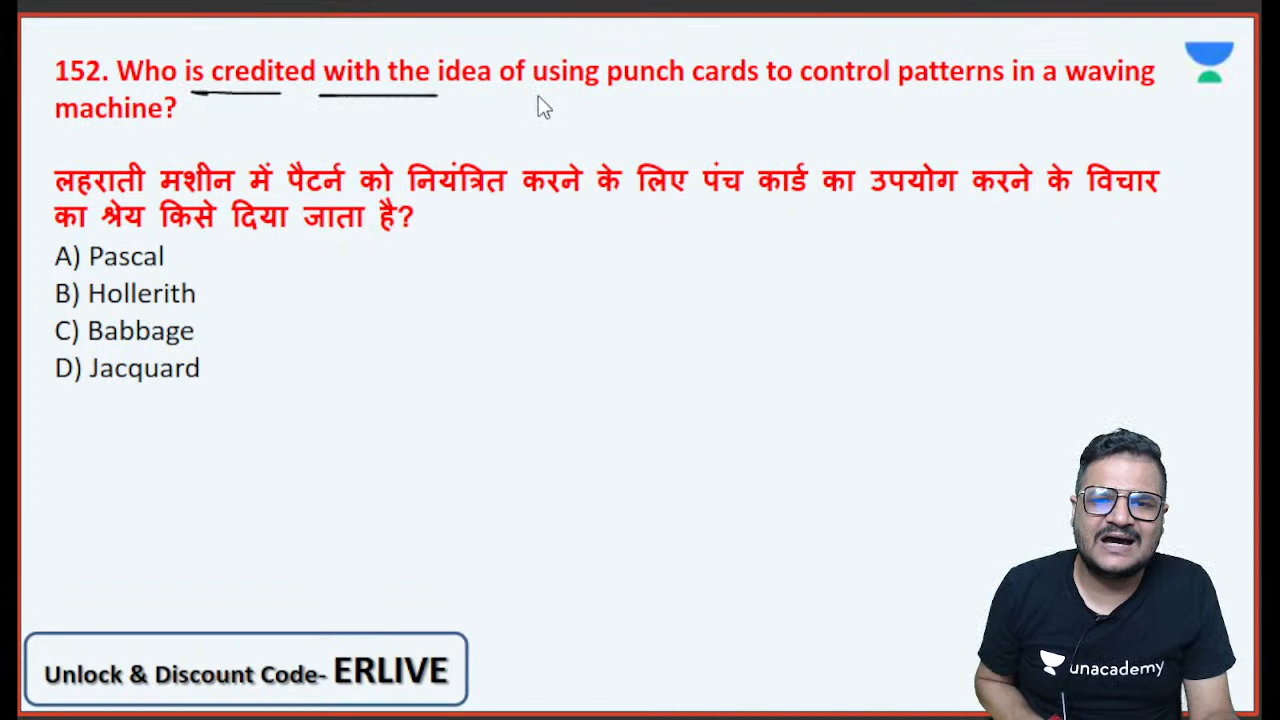 152. Who is credited with the idea of using punch cards to control patterns in a waving
machine?
लहराती मशीन में पैटर्न को नियंत्रित करने के लिए पंच कार्ड का उपयोग करने के विचार
का श्रेय किसे दिया जाता है?
A) Pascal
B) Hollerith
C) Babbage
D) Jacquard
unacademy
Unlock & Discount Code- ERLIVE